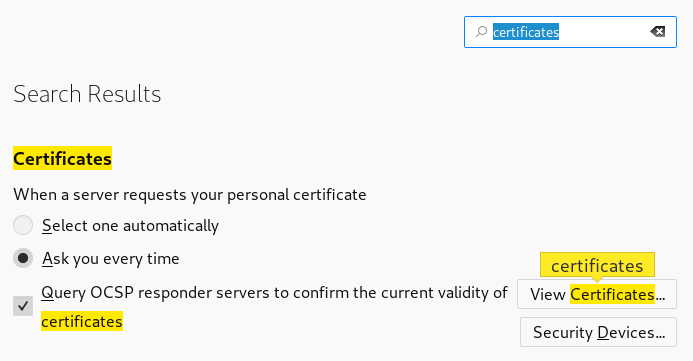 certificates
Search Results
Certificates
When a server requests your personal certificate
Select one automatically
Ask you every time
certificates
Query OCSP responder servers to confirm the current validity of
certificates
View Certificates...
Security Devices...